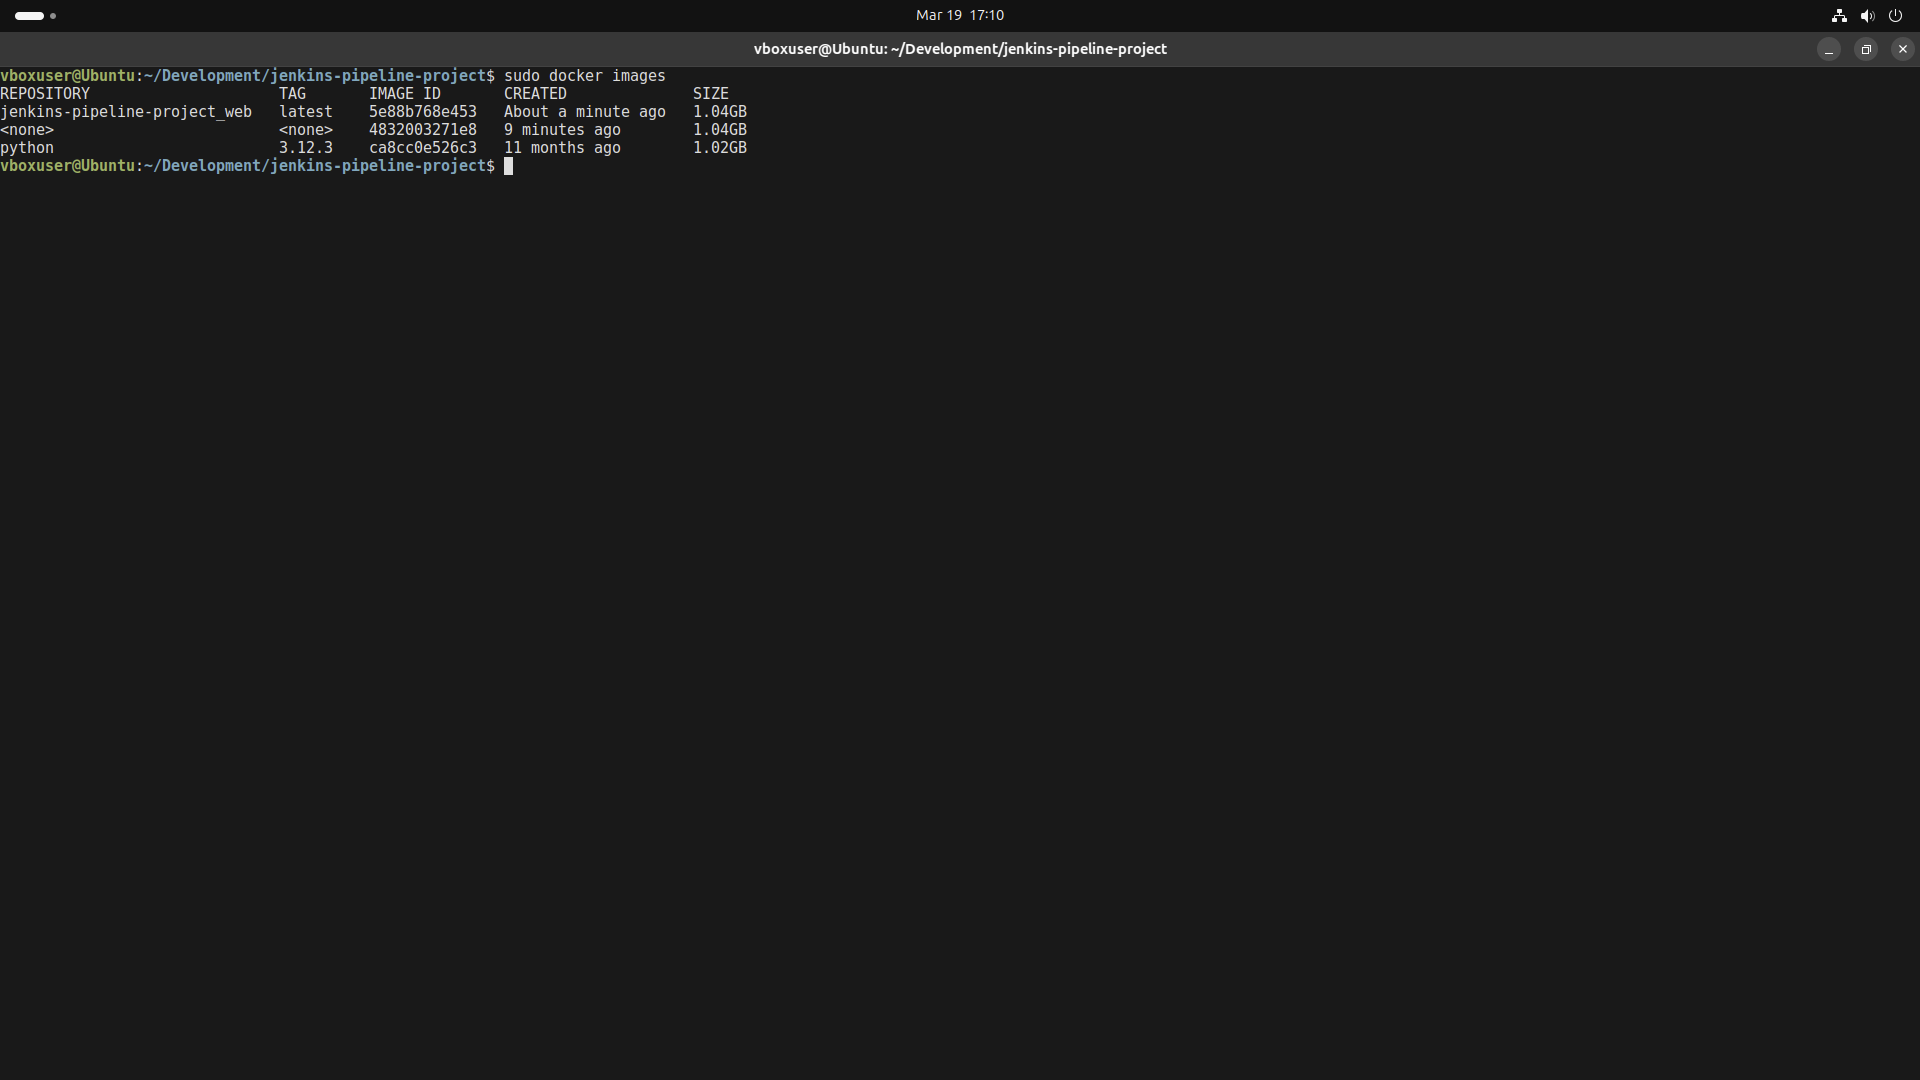 Mar 19 17:10
vboxuser@Ubuntu: ~/Development/jenkins-pipeline-project
vboxuser@Ubuntu:~/Development/jenkins-pipeline-project$ sudo docker images
REPOSITORY                     TAG       IMAGE ID       CREATED              SIZE
jenkins-pipeline-project_web   latest    5e88b768e453   About a minute ago   1.04GB
<none>                         <none>    4832003271e8   9 minutes ago        1.04GB
python                         3.12.3    ca8cc0e526c3   11 months ago        1.02GB
vboxuser@Ubuntu:~/Development/jenkins-pipeline-project$